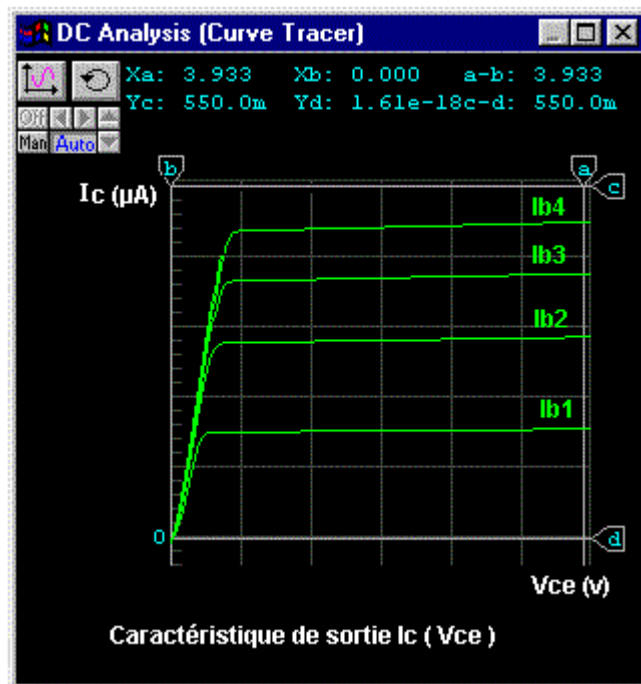 DC Analysis (Curve Tracer)
Xa: 3.933 Xb: 0.000 a-b: 3.933
Yc: 550.0m Yd: 1.61e-18c-d: 550.0m
Off
Man Auto
b a
Ic (µA) c
Ib4
Ib3
Ib2
Ib1
0 d
Vce (v)
Caractéristique de sortie Ic ( Vce )